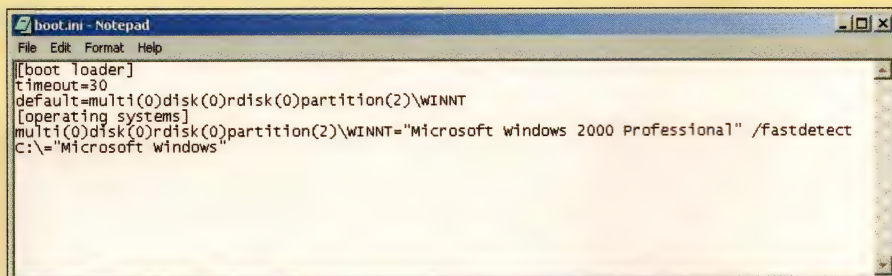 boot.ini - Notepad
File Edit Format Help
[boot loader]
timeout=30
default=multi(0)disk(0)rdisk(0)partition(2)\WINNT
[operating systems]
multi(0)disk(0)rdisk(0)partition(2)\WINNT="Microsoft Windows 2000 Professional" /fastdetect
C:\="Microsoft Windows"